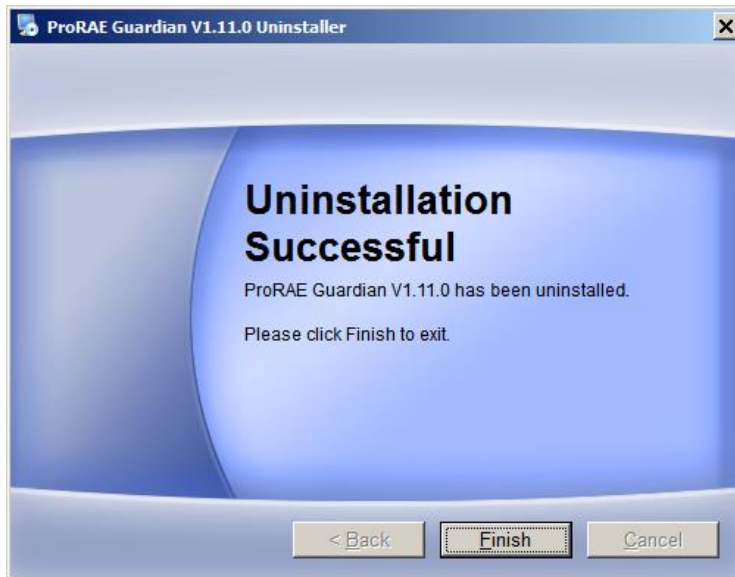 ProRAE Guardian V1.11.0 Uninstaller
Uninstallation
Successful
ProRAE Guardian V1.11.0 has been uninstalled.
Please click Finish to exit.
< Back Finish Cancel